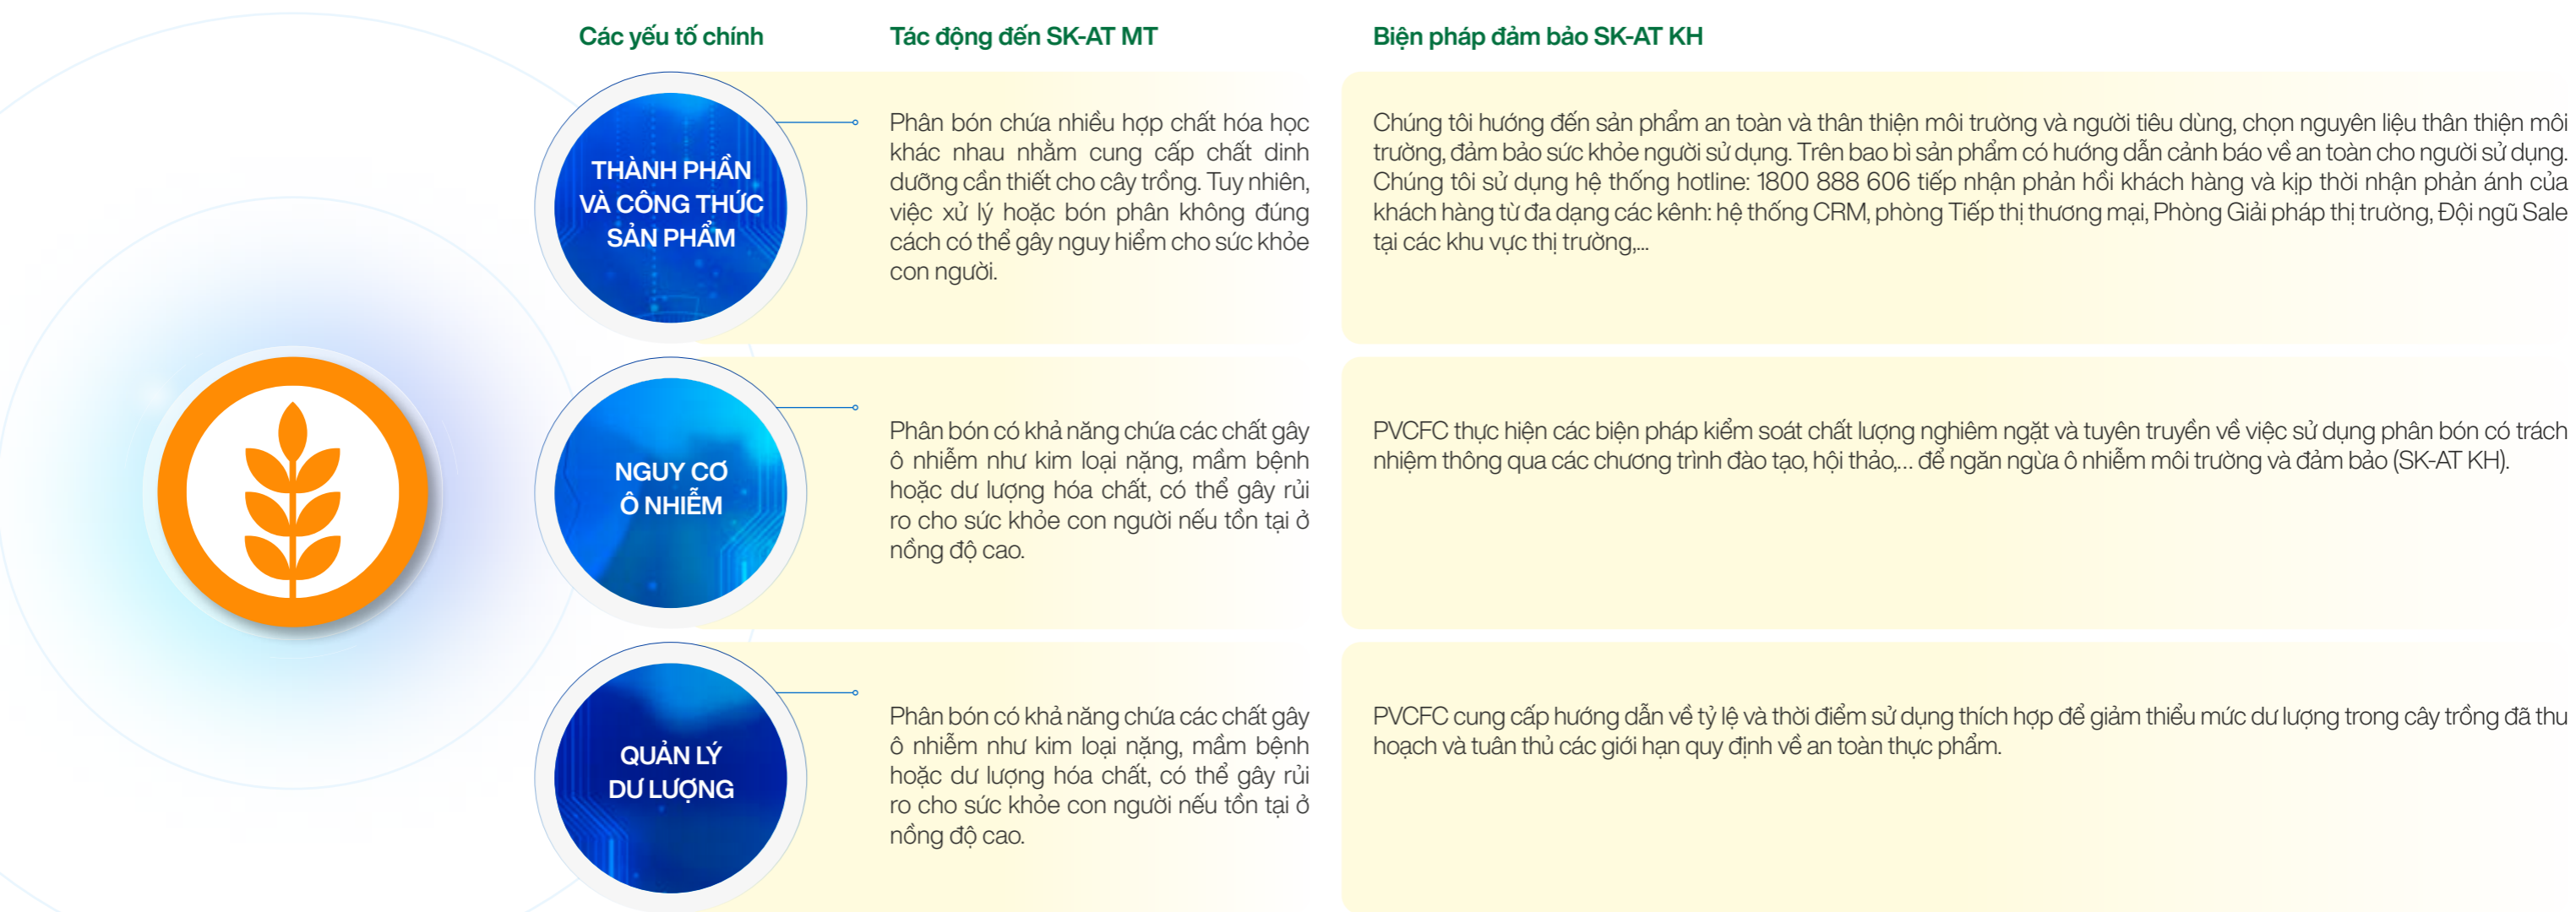 Các yếu tố chính
Tác động đến SK-AT MT
Biện pháp đảm bảo SK-AT KH
THÀNH PHẦN
VÀ CÔNG THỨC
SẢN PHẨM
Phân bón chứa nhiều hợp chất hóa học
khác nhau nhằm cung cấp chất dinh
dưỡng cần thiết cho cây trồng. Tuy nhiên,
việc xử lý hoặc bón phân không đúng
cách có thể gây nguy hiểm cho sức khỏe
con người.
Chúng tôi hướng đến sản phẩm an toàn và thân thiện môi trường và người tiêu dùng, chọn nguyên liệu thân thiện môi
trường, đảm bảo sức khỏe người sử dụng. Trên bao bì sản phẩm có hướng dẫn cảnh báo về an toàn cho người sử dụng.
Chúng tôi sử dụng hệ thống hotline: 1800 888 606 tiếp nhận phản hồi khách hàng và kịp thời nhận phản ánh của
khách hàng từ đa dạng các kênh: hệ thống CRM, phòng Tiếp thị thương mại, Phòng Giải pháp thị trường, Đội ngũ Sale
tại các khu vực thị trường,...
NGUY CƠ
Ô NHIỄM
Phân bón có khả năng chứa các chất gây
ô nhiễm như kim loại nặng, mầm bệnh
hoặc dư lượng hóa chất, có thể gây rủi
ro cho sức khỏe con người nếu tồn tại ở
nồng độ cao.
PVCFC thực hiện các biện pháp kiểm soát chất lượng nghiêm ngặt và tuyên truyền về việc sử dụng phân bón có trách
nhiệm thông qua các chương trình đào tạo, hội thảo,... để ngăn ngừa ô nhiễm môi trường và đảm bảo (SK-AT KH).
QUẢN LÝ
DƯ LƯỢNG
Phân bón có khả năng chứa các chất gây
ô nhiễm như kim loại nặng, mầm bệnh
hoặc dư lượng hóa chất, có thể gây rủi
ro cho sức khỏe con người nếu tồn tại ở
nồng độ cao.
PVCFC cung cấp hướng dẫn về tỷ lệ và thời điểm sử dụng thích hợp để giảm thiểu mức dư lượng trong cây trồng đã thu
hoạch và tuân thủ các giới hạn quy định về an toàn thực phẩm.